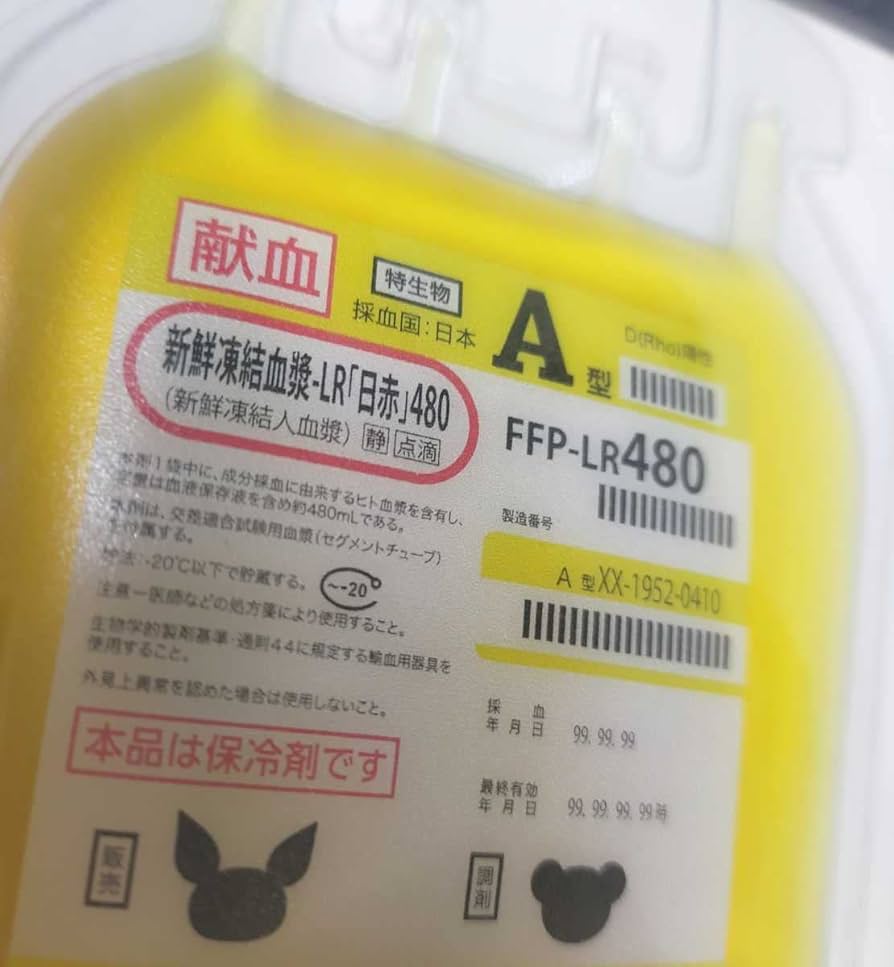 献血
特生物
採血国:日本
A型
D(Rho)陽性
新鮮凍結血漿-LR「日赤」480
(新鮮凍結人血漿) 静 点滴
FFP-LR480
本剤1袋中に、成分採血に由来するヒト血漿を含有し、
定量は血液保存液を含め約480mLである。
本剤は、交差適合試験用血漿(セグメントチューブ)
を付属する。
貯法:-20℃以下で貯蔵する。
~-20
注意-医師などの処方箋により使用すること。
生物学的製剤基準・通則44に規定する輸血用器具を
使用すること。
外見上異常を認めた場合は使用しないこと。
本品は保冷剤です
販売
製造番号
A型XX-1952-0410
採血
年月日 99.99.99
最終有効
年月日 99.99.99.99時
調剤